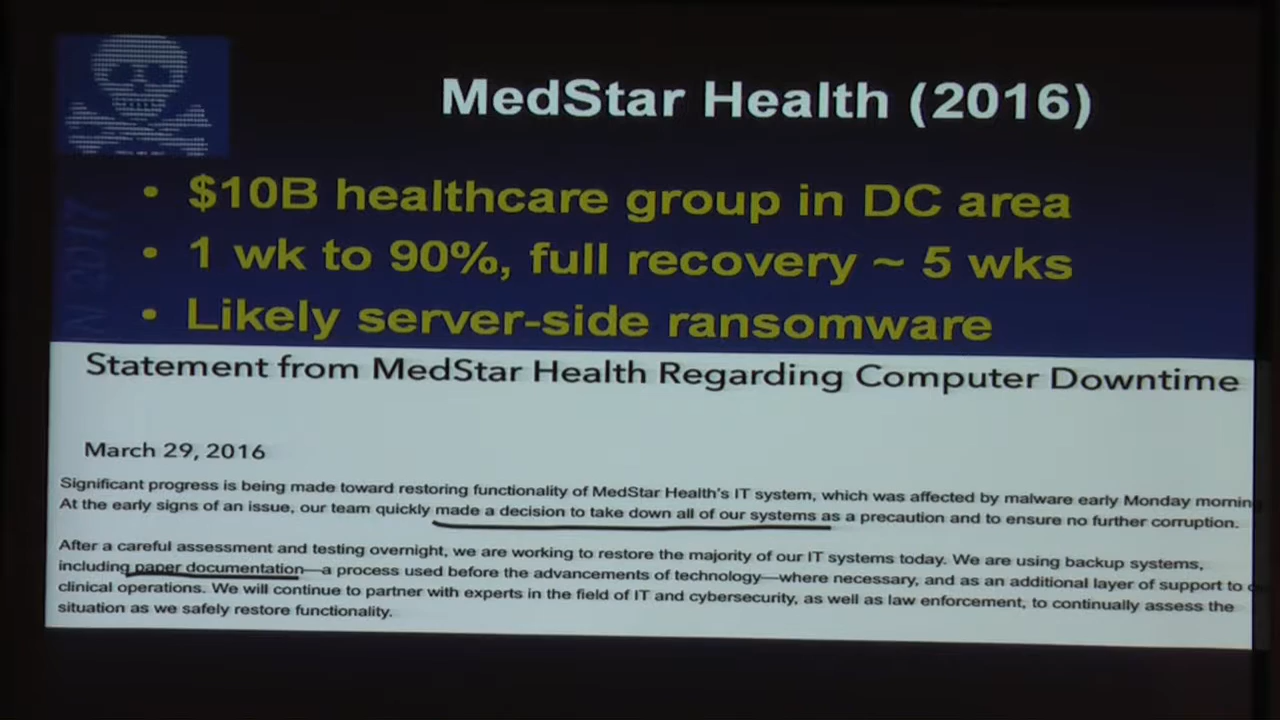 MedStar Health (2016)
• $10B healthcare group in DC area
• 1 wk to 90%, full recovery ~ 5 wks
• Likely server-side ransomware
Statement from MedStar Health Regarding Computer Downtime
March 29, 2016
Significant progress is being made toward restoring functionality of MedStar Health's IT system, which was affected by malware early Monday mornin
At the early signs of an issue, our team quickly made a decision to take down all of our systems as a precaution and to ensure no further corruption.
After a careful assessment and testing overnight, we are working to restore the majority of our IT systems today. We are using backup systems,
including paper documentation—a process used before the advancements of technology—where necessary, and as an additional layer of support to
clinical operations. We will continue to partner with experts in the field of IT and cybersecurity, as well as law enforcement, to continually assess the
situation as we safely restore functionality.